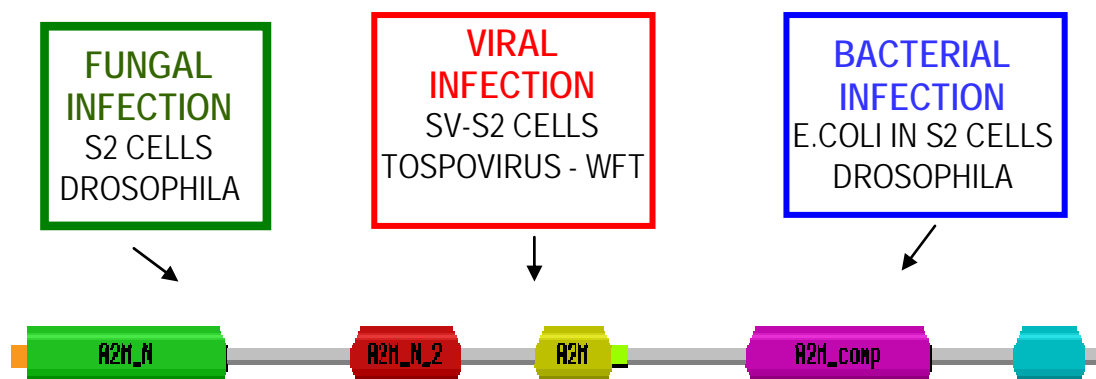 FUNGAL
INFECTION
S2 CELLS
DROSOPHILA
VIRAL
INFECTION
SV-S2 CELLS
TOSPOVIRUS - WFT
BACTERIAL
INFECTION
E.COLI IN S2 CELLS
DROSOPHILA
A2M_N
A2M_N_2
A2M
A2M_comp